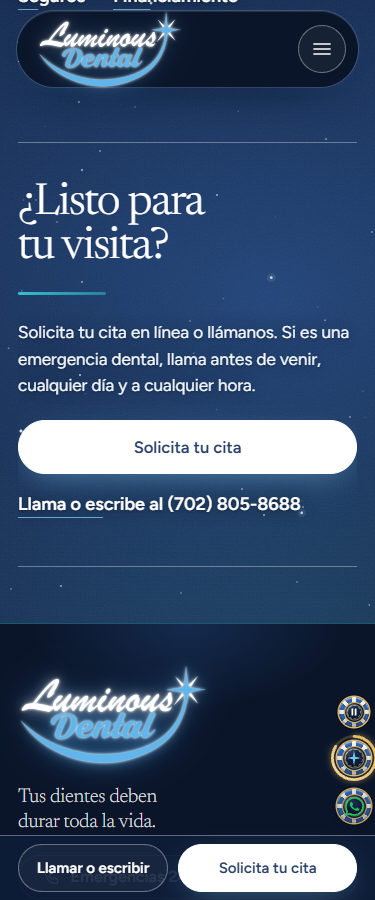 Seguros Financiamiento
Luminous
Dental
¿Listo para
tu visita?
Solicita tu cita en línea o llámanos. Si es una
emergencia dental, llama antes de venir,
cualquier día y a cualquier hora.
Solicita tu cita
Llama o escribe al (702) 805-8688
Luminous
Dental
Tus dientes deben
durar toda la vida.
Llamar o escribir
Solicita tu cita